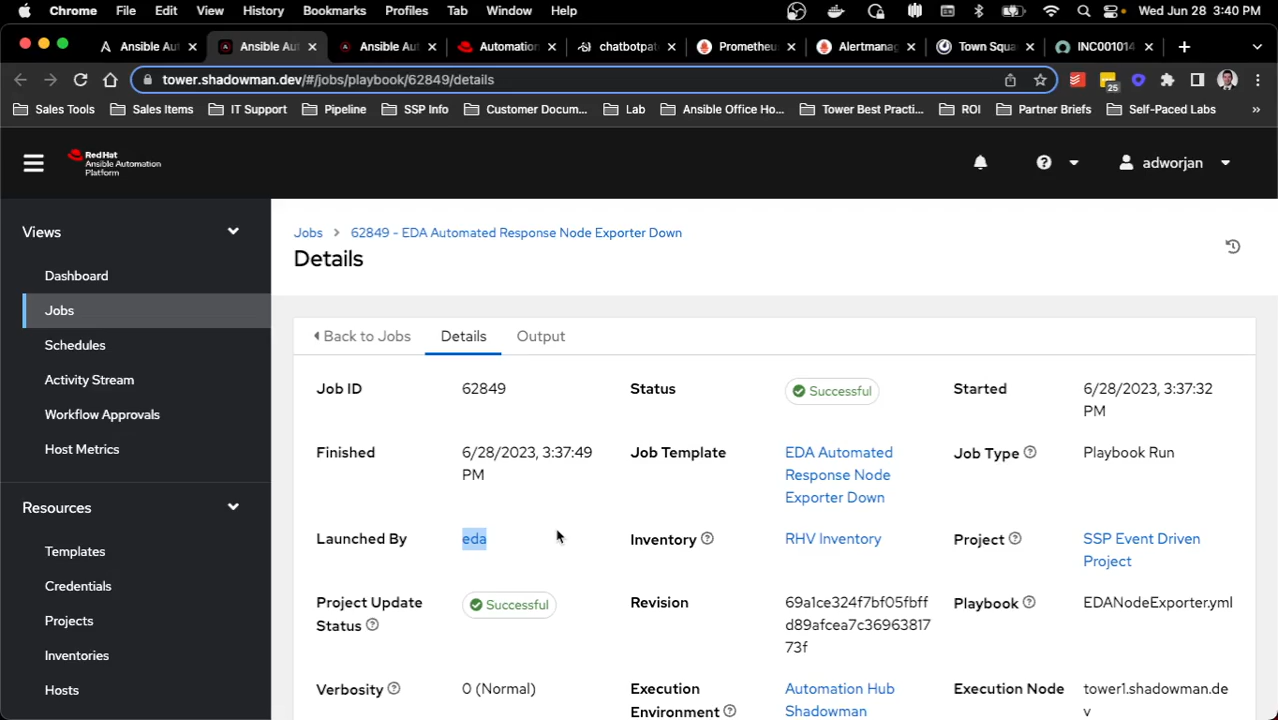 Chrome File Edit View History Bookmarks Profiles Tab Window Help Wed Jun 28 3:40 PM
Ansible Au Ansible Au Ansible Au Automation chatbotpat Prometheu Alertmana Town Squa INC001014
tower.shadowman.dev/#/jobs/playbook/62849/details
25
Sales Tools Sales Items IT Support Pipeline SSP Info Customer Docum... Lab Ansible Office Ho... Tower Best Practi... ROI Partner Briefs Self-Paced Labs »
Red Hat
Ansible Automation
Platform
adworjan
Views
Dashboard
Jobs
Schedules
Activity Stream
Workflow Approvals
Host Metrics
Resources
Templates
Credentials
Projects
Inventories
Hosts
Jobs > 62849 - EDA Automated Response Node Exporter Down
Details
Back to Jobs Details Output
Job ID 62849 Status Successful Started 6/28/2023, 3:37:32
PM
Finished 6/28/2023, 3:37:49 Job Template EDA Automated Job Type Playbook Run
PM Response Node
Exporter Down
Launched By eda Inventory RHV Inventory Project SSP Event Driven
Project
Project Update Successful Revision 69a1ce324f7bf05fbff Playbook EDANodeExporter.yml
Status d89afcea7c36963817
73f
Verbosity 0 (Normal) Execution Automation Hub Execution Node tower1.shadowman.de
Environment Shadowman v